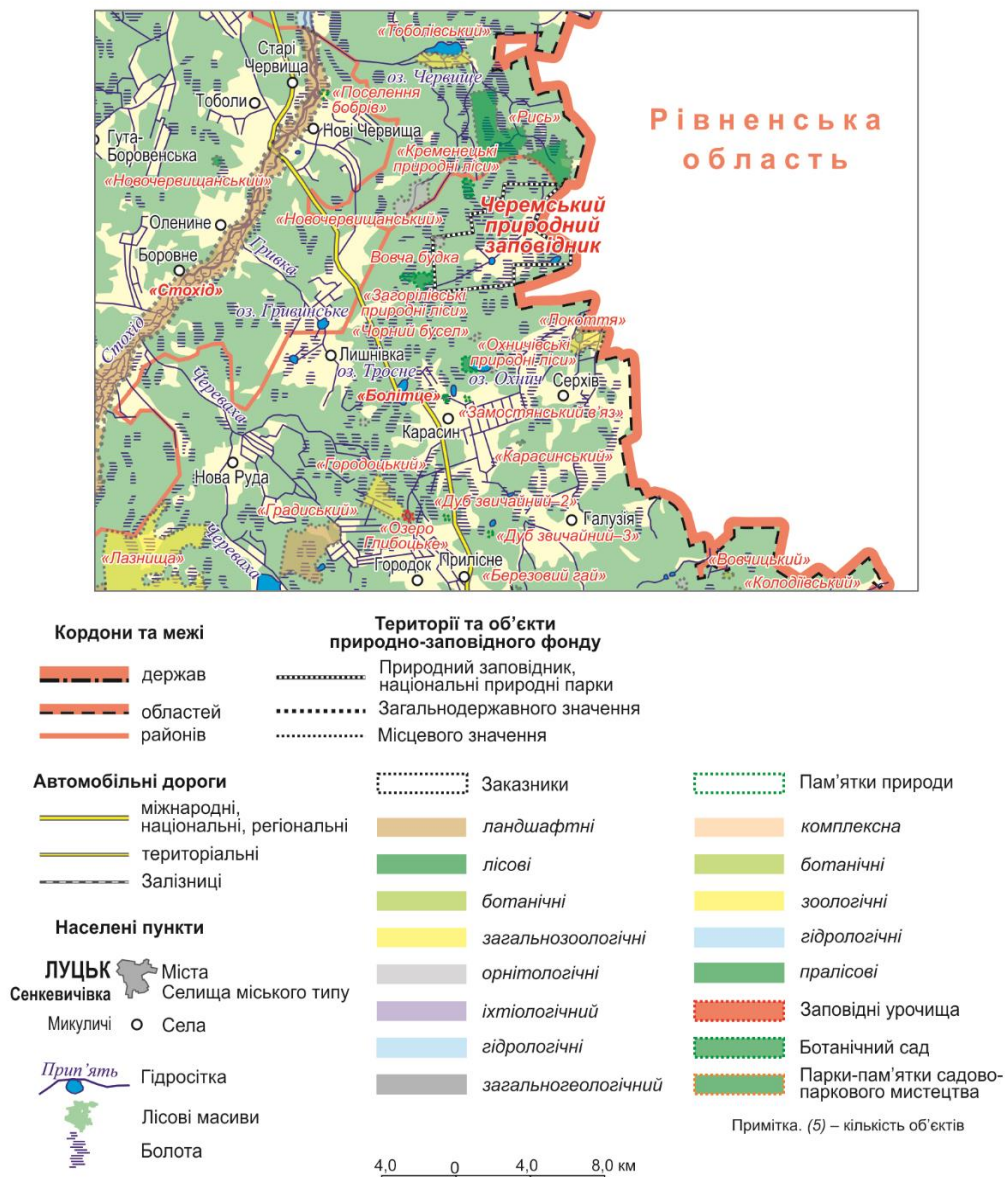 «Тоболівський»
Старі
Червища
оз. Червище
Тоболи
«Поселення
бобрів»
«Рись»
Рівненська
область
Нові Червища
Гута-
Боровенська
«Кременецькі
природні ліси»
«Новочервищанський»
Черемський
природний
заповідник
Оленине
«Новочервищанський»
Гривка
Боровне
Вовча будка
«Стохід»
«Загорілівські
природні ліси»
оз. Гривинське
«Локоття»
Стохід
«Чорний бусел»
«Охничівські
природні ліси»
Лишнівка
оз. Тросне
оз. Охнич
Серхів
Череваха
«Болітце»
«Замостянський в’яз»
Карасин
«Городоцький»
«Карасинський»
Нова Руда
«Дуб звичайний–2»
«Градиський»
Галузія
«Озеро
Глибоцьке»
«Дуб звичайний–3»
Череваха
«Лазнища»
Городок
Прилісне
«Березовий гай»
«Вовчицький»
«Колодіївський»
Кордони та межі
держав
областей
районів
Території та об’єкти
природно-заповідного фонду
Природний заповідник,
національні природні парки
Загальнодержавного значення
Місцевого значення
Автомобільні дороги
міжнародні,
національні, регіональні
територіальні
Залізниці
Населені пункти
ЛУЦЬК
Міста
Сенкевичівка
Селища міського типу
Микуличі
Села
Прип’ять
Гідросітка
Лісові масиви
Болота
Заказники
ландшафтні
лісові
ботанічні
загальнозоологічні
орнітологічні
іхтіологічний
гідрологічні
загальногеологічний
Пам’ятки природи
комплексна
ботанічні
зоологічні
гідрологічні
пралісові
Заповідні урочища
Ботанічний сад
Парки-пам’ятки садово-
паркового мистецтва
Примітка. (5) – кількість об’єктів
4,0 0 4,0 8,0 км